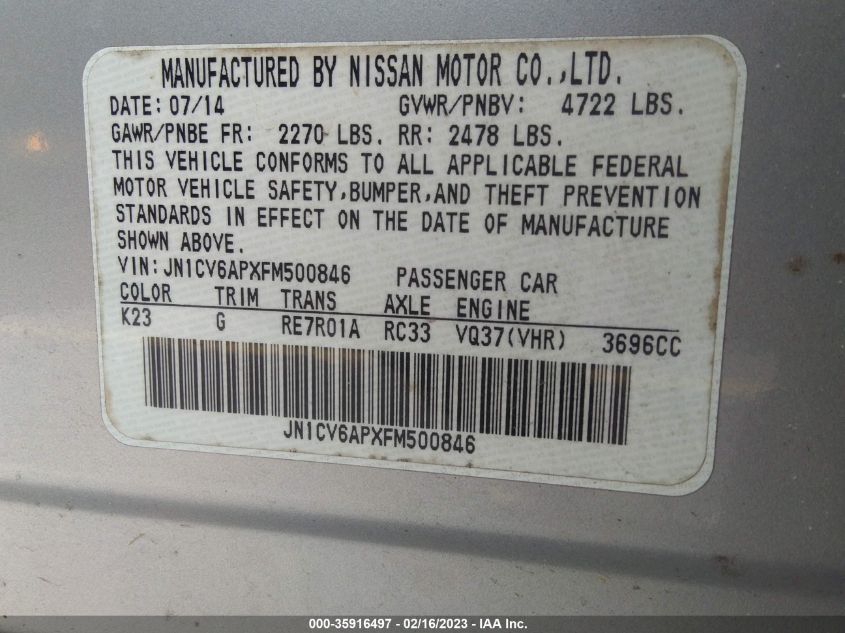 MANUFACTURED BY NISSAN MOTOR CO.,LTD.
DATE: 07/14 GVWR/PNBV: 4722 LBS.
GAWR/PNBE FR: 2270 LBS. RR: 2478 LBS.
THIS VEHICLE CONFORMS TO ALL APPLICABLE FEDERAL
MOTOR VEHICLE SAFETY,BUMPER,AND THEFT PREVENTION
STANDARDS IN EFFECT ON THE DATE OF MANUFACTURE
SHOWN ABOVE.
VIN: JN1CV6APXFM500846 PASSENGER CAR
COLOR TRIM TRANS AXLE ENGINE
K23 G RE7R01A RC33 VQ37(VHR) 3696CC
JN1CV6APXFM500846
000-35916497 - 02/16/2023 - IAA Inc.